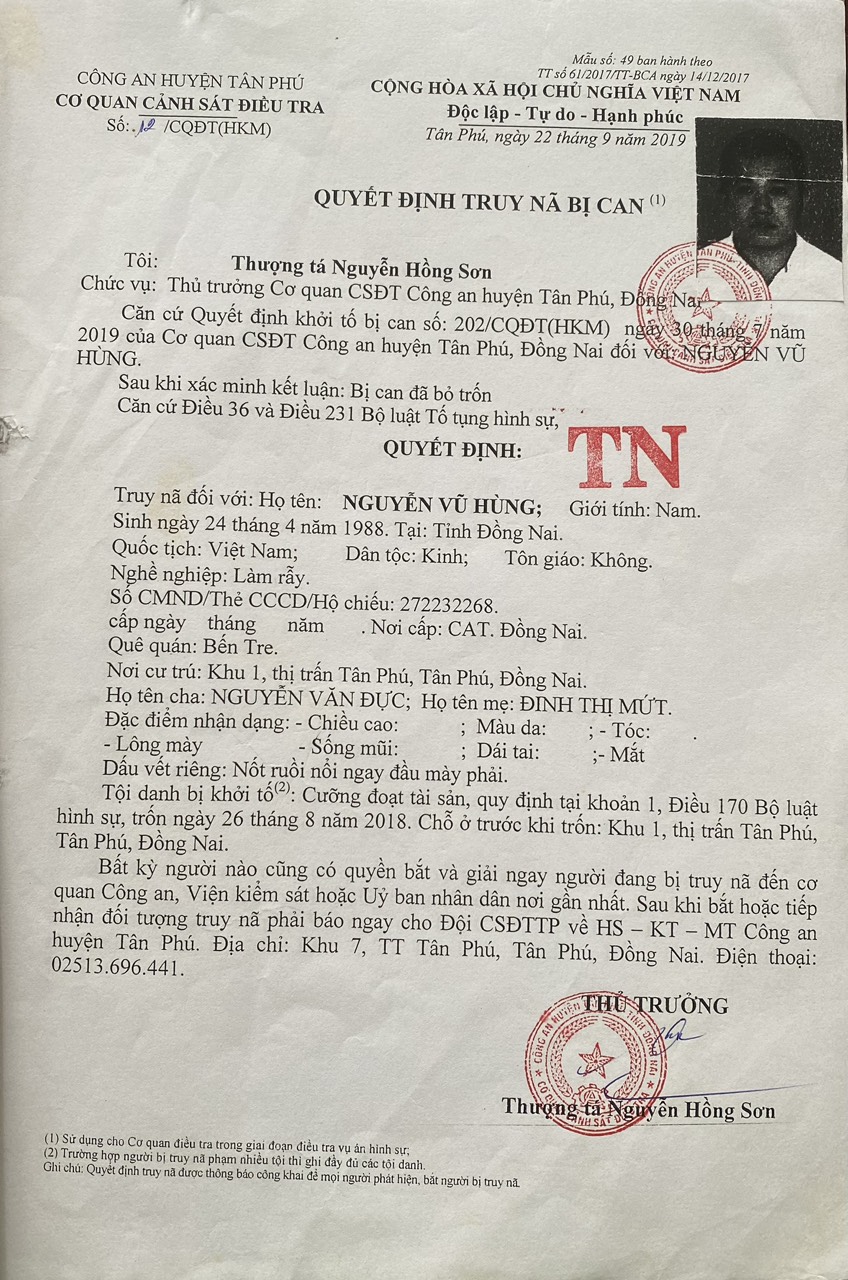 Mẫu số: 49 ban hành theo
TT số 61/2017/TT-BCA ngày 14/12/2017
CÔNG AN HUYỆN TÂN PHÚ
CƠ QUAN CẢNH SÁT ĐIỀU TRA
Số: 12 /CQĐT(HKM)
CỘNG HÒA XÃ HỘI CHỦ NGHĨA VIỆT NAM
Độc lập - Tự do - Hạnh phúc
Tân Phú, ngày 22 tháng 9 năm 2019
QUYẾT ĐỊNH TRUY NÃ BỊ CAN (1)
Tôi: Thượng tá Nguyễn Hồng Sơn
Chức vụ: Thủ trưởng Cơ quan CSĐT Công an huyện Tân Phú, Đồng Nai
Căn cứ Quyết định khởi tố bị can số: 202/CQĐT(HKM) ngày 30 tháng 7 năm
2019 của Cơ quan CSĐT Công an huyện Tân Phú, Đồng Nai đối với: NGUYỄN VŨ
HÙNG.
Sau khi xác minh kết luận: Bị can đã bỏ trốn
Căn cứ Điều 36 và Điều 231 Bộ luật Tố tụng hình sự,
QUYẾT ĐỊNH:
TN
Truy nã đối với: Họ tên: NGUYỄN VŨ HÙNG; Giới tính: Nam.
Sinh ngày 24 tháng 4 năm 1988. Tại: Tỉnh Đồng Nai.
Quốc tịch: Việt Nam; Dân tộc: Kinh; Tôn giáo: Không.
Nghề nghiệp: Làm rẫy.
Số CMND/Thẻ CCCD/Hộ chiếu: 272232268.
cấp ngày tháng năm . Nơi cấp: CAT. Đồng Nai.
Quê quán: Bến Tre.
Nơi cư trú: Khu 1, thị trấn Tân Phú, Tân Phú, Đồng Nai.
Họ tên cha: NGUYỄN VĂN ĐỰC; Họ tên mẹ: ĐINH THỊ MỨT.
Đặc điểm nhận dạng: - Chiều cao: ; Màu da: ; - Tóc: .
- Lông mày - Sống mũi: ; Dái tai: ;- Mắt
Dấu vết riêng: Nốt ruồi nổi ngay đầu mày phải.
Tội danh bị khởi tố(2): Cưỡng đoạt tài sản, quy định tại khoản 1, Điều 170 Bộ luật
hình sự, trốn ngày 26 tháng 8 năm 2018. Chỗ ở trước khi trốn: Khu 1, thị trấn Tân Phú,
Tân Phú, Đồng Nai.
Bất kỳ người nào cũng có quyền bắt và giải ngay người đang bị truy nã đến cơ
quan Công an, Viện kiểm sát hoặc Uỷ ban nhân dân nơi gần nhất. Sau khi bắt hoặc tiếp
nhận đối tượng truy nã phải báo ngay cho Đội CSĐTTP về HS – KT – MT Công an
huyện Tân Phú. Địa chỉ: Khu 7, TT Tân Phú, Tân Phú, Đồng Nai. Điện thoại:
02513.696.441.
THỦ TRƯỞNG
Thượng tá Nguyễn Hồng Sơn
(1) Sử dụng cho Cơ quan điều tra trong giai đoạn điều tra vụ án hình sự;
(2) Trường hợp người bị truy nã phạm nhiều tội thì ghi đầy đủ các tội danh.
Ghi chú: Quyết định truy nã được thông báo công khai để mọi người phát hiện, bắt người bị truy nã.